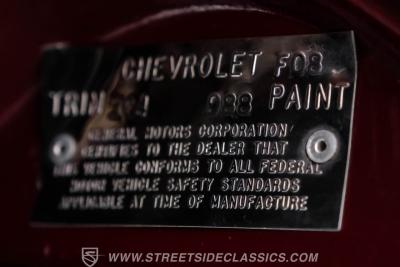 CHEVROLET FOB
TRIM 988 PAINT
GENERAL MOTORS CORPORATION
CERTIFIES TO THE DEALER THAT
THIS VEHICLE CONFORMS TO ALL FEDERAL
MOTOR VEHICLE SAFETY STANDARDS
APPLICABLE AT TIME OF MANUFACTURE
WWW.STREETSIDECLASSICS.COM